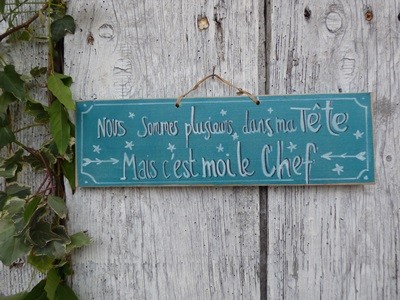 Nous sommes plusieurs dans ma Tête
Mais c'est moi le Chef